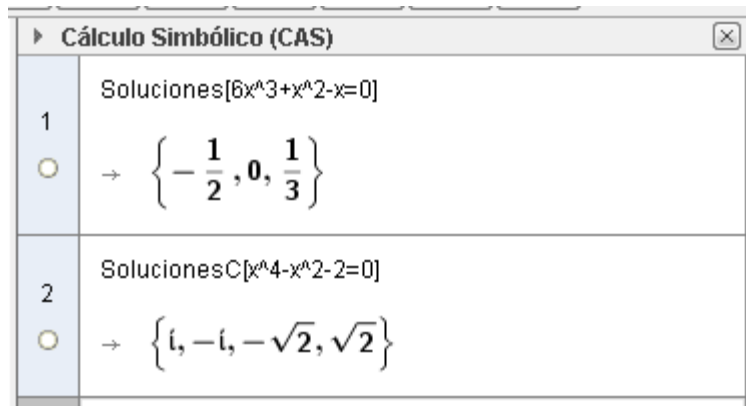 Cálculo Simbólico (CAS)
1
Soluciones[6x^3+x^2-x=0]
→ {-1/2, 0, 1/3}
2
SolucionesC[x^4-x^2-2=0]
→ {í, −í, −√2, √2}